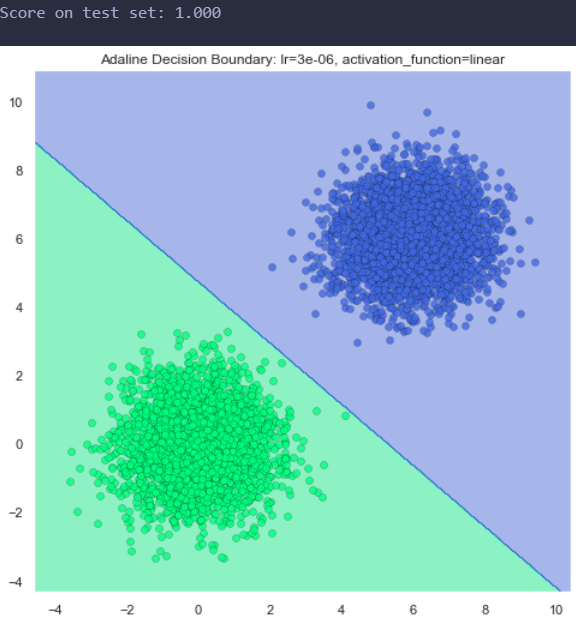 Score on test set: 1.000
Adaline Decision Boundary: lr=3e-06, activation_function=linear
10
8
6
4
2
0
−2
−4
−4 −2 0 2 4 6 8 10